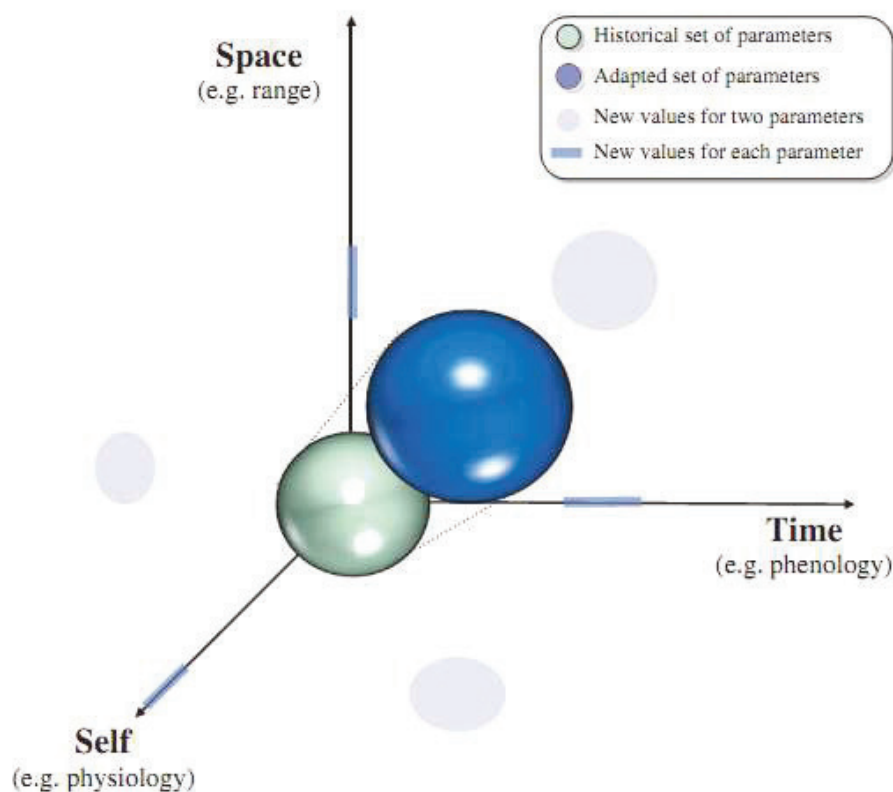 Space
(e.g. range)
Historical set of parameters
Adapted set of parameters
New values for two parameters
New values for each parameter
Time
(e.g. phenology)
Self
(e.g. physiology)